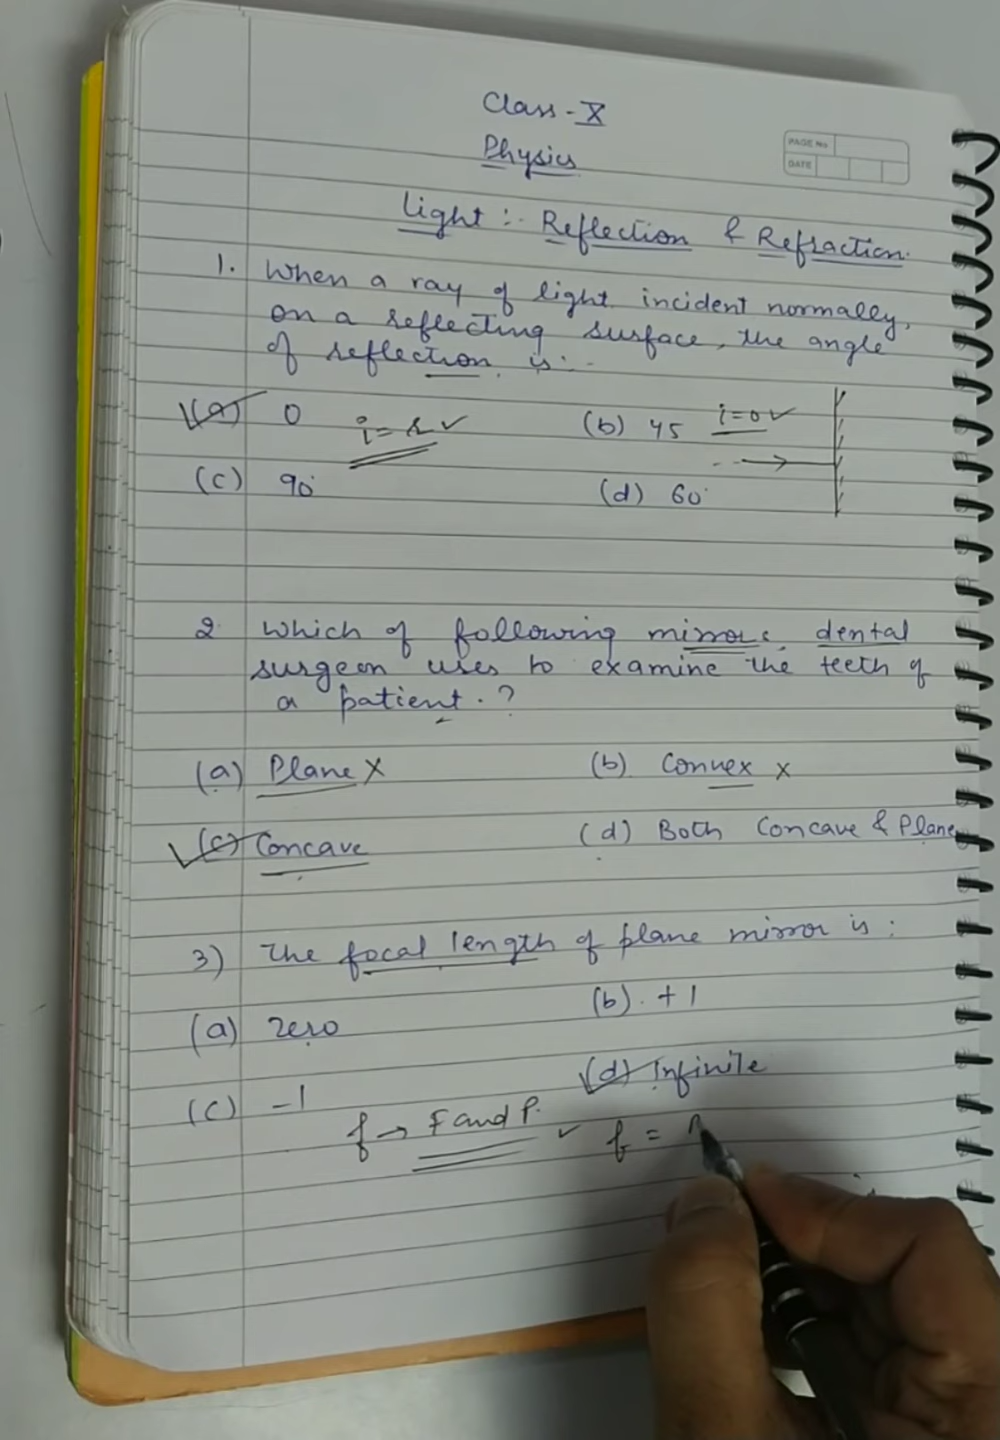 Class - X
Physics
PAGE No
DATE
Light :- Reflection & Refraction.
1. When a ray of light incident normally,
on a reflecting surface, the angle
of reflection is :-
(a) 0 i = r ✓ (b) 45 i=0 ✓
(c) 90° (d) 60°
2. Which of following mirrors dental
surgeon uses to examine the teeth of
a patient. ?
(a) Plane X (b) Convex x
(c) Concave (d) Both Concave & Plane
3) The focal length of plane mirror is :
(a) zero (b). +1
(c) -1 (d) Infinite
f → F and P. ✓ f =